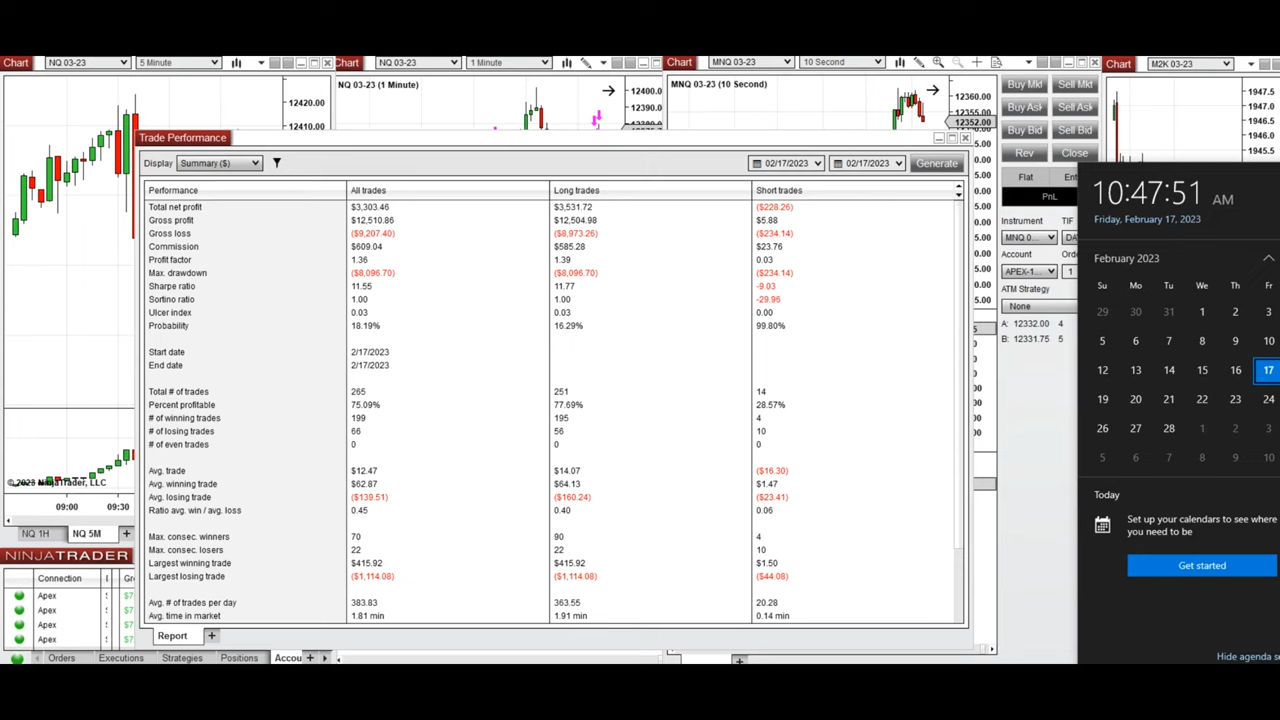 Chart NQ 03-23 5 Minute Chart NQ 03-23 1 Minute Chart MNQ 03-23 10 Second Chart M2K 03-23
12420.00
12410.00
NQ 03-23 (1 Minute)
12400.00
12390.00
MNQ 03-23 (10 Second)
12360.00
12355.00
12352.00
Buy Mkt Sell Mkt
Buy Ask Sell Ask
Buy Bid Sell Bid
Rev Close
Flat
PnL
Instrument TIF
MNQ 0...
Account
APEX-1... 1
ATM Strategy
None
A: 12332.00 4
B: 12331.75 5
1947.5
1946.5
1945.5
Trade Performance
Display Summary ($) 02/17/2023 02/17/2023 Generate
Performance All trades Long trades Short trades
Total net profit $3,303.46 $3,531.72 ($228.26)
Gross profit $12,510.86 $12,504.98 $5.88
Gross loss ($9,207.40) ($8,973.26) ($234.14)
Commission $609.04 $585.28 $23.76
Profit factor 1.36 1.39 0.03
Max. drawdown ($8,096.70) ($8,096.70) ($234.14)
Sharpe ratio 11.55 11.77 -9.03
Sortino ratio 1.00 1.00 -29.96
Ulcer index 0.03 0.03 0.00
Probability 18.19% 16.29% 99.80%
Start date 2/17/2023
End date 2/17/2023
Total # of trades 265 251 14
Percent profitable 75.09% 77.69% 28.57%
# of winning trades 199 195 4
# of losing trades 66 56 10
# of even trades 0 0 0
Avg. trade $12.47 $14.07 ($16.30)
Avg. winning trade $62.87 $64.13 $1.47
Avg. losing trade ($139.51) ($160.24) ($23.41)
Ratio avg. win / avg. loss 0.45 0.40 0.06
Max. consec. winners 70 90 4
Max. consec. losers 22 22 10
Largest winning trade $415.92 $415.92 $1.50
Largest losing trade ($1,114.08) ($1,114.08) ($44.08)
Avg. # of trades per day 383.83 363.55 20.28
Avg. time in market 1.81 min 1.91 min 0.14 min
Report +
© 2023 NinjaTrader, LLC
09:00 09:30
NQ 1H NQ 5M +
NINJATRADER
Connection
Apex
Apex
Apex
Apex
Orders Executions Strategies Positions Accou +
10:47:51 AM
Friday, February 17, 2023
February 2023
Su Mo Tu We Th Fr
29 30 31 1 2 3
5 6 7 8 9 10
12 13 14 15 16 17
19 20 21 22 23 24
26 27 28 1 2 3
5 6 7 8 9 10
Today
Set up your calendars to see where
you need to be
Get started
Hide agenda